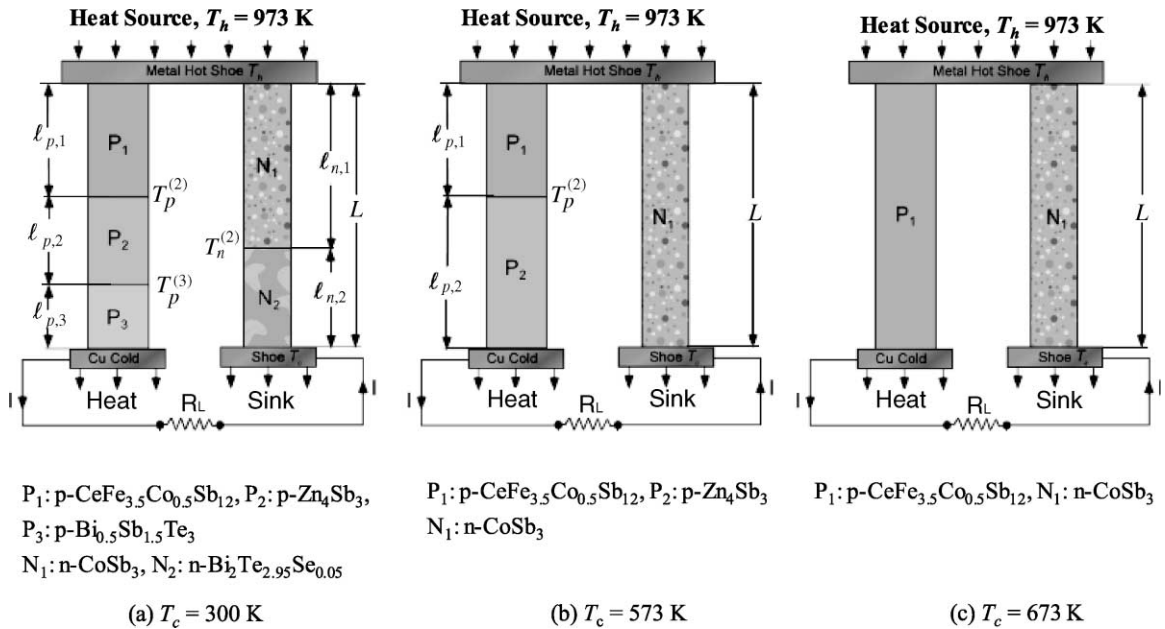 Heat Source, T_h = 973 K
Metal Hot Shoe T_h
ℓ_p,1
P₁
T_p^(2)
ℓ_p,2
P₂
T_p^(3)
ℓ_p,3
P₃
N₁
ℓ_n,1
L
T_n^(2)
N₂
ℓ_n,2
Cu Cold
Shoe T_c
I
Heat
Sink
I
R_L
P₁: p-CeFe₃.₅Co₀.₅Sb₁₂, P₂: p-Zn₄Sb₃,
P₃: p-Bi₀.₅Sb₁.₅Te₃
N₁: n-CoSb₃, N₂: n-Bi₂Te₂.₉₅Se₀.₀₅
(a) T_c = 300 K
Heat Source, T_h = 973 K
Metal Hot Shoe T_h
ℓ_p,1
P₁
T_p^(2)
ℓ_p,2
P₂
N₁
L
Cu Cold
Shoe T_c
I
Heat
Sink
I
R_L
P₁: p-CeFe₃.₅Co₀.₅Sb₁₂, P₂: p-Zn₄Sb₃
N₁: n-CoSb₃
(b) T_c = 573 K
Heat Source, T_h = 973 K
Metal Hot Shoe T_h
P₁
N₁
L
Cu Cold
Shoe T_c
I
Heat
Sink
I
R_L
P₁: p-CeFe₃.₅Co₀.₅Sb₁₂, N₁: n-CoSb₃
(c) T_c = 673 K